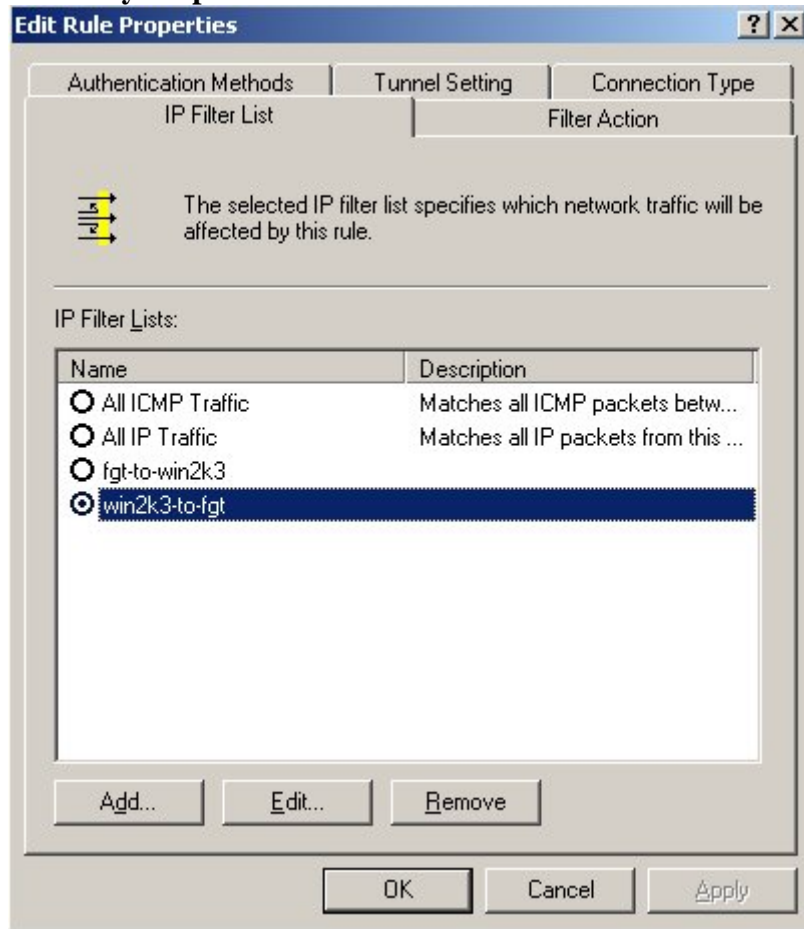 Edit Rule Properties
? X
Authentication Methods Tunnel Setting Connection Type
IP Filter List Filter Action
The selected IP filter list specifies which network traffic will be
affected by this rule.
IP Filter Lists:
Name Description
All ICMP Traffic Matches all ICMP packets betw...
All IP Traffic Matches all IP packets from this ...
fgt-to-win2k3
win2k3-to-fgt
Add... Edit... Remove
OK Cancel Apply